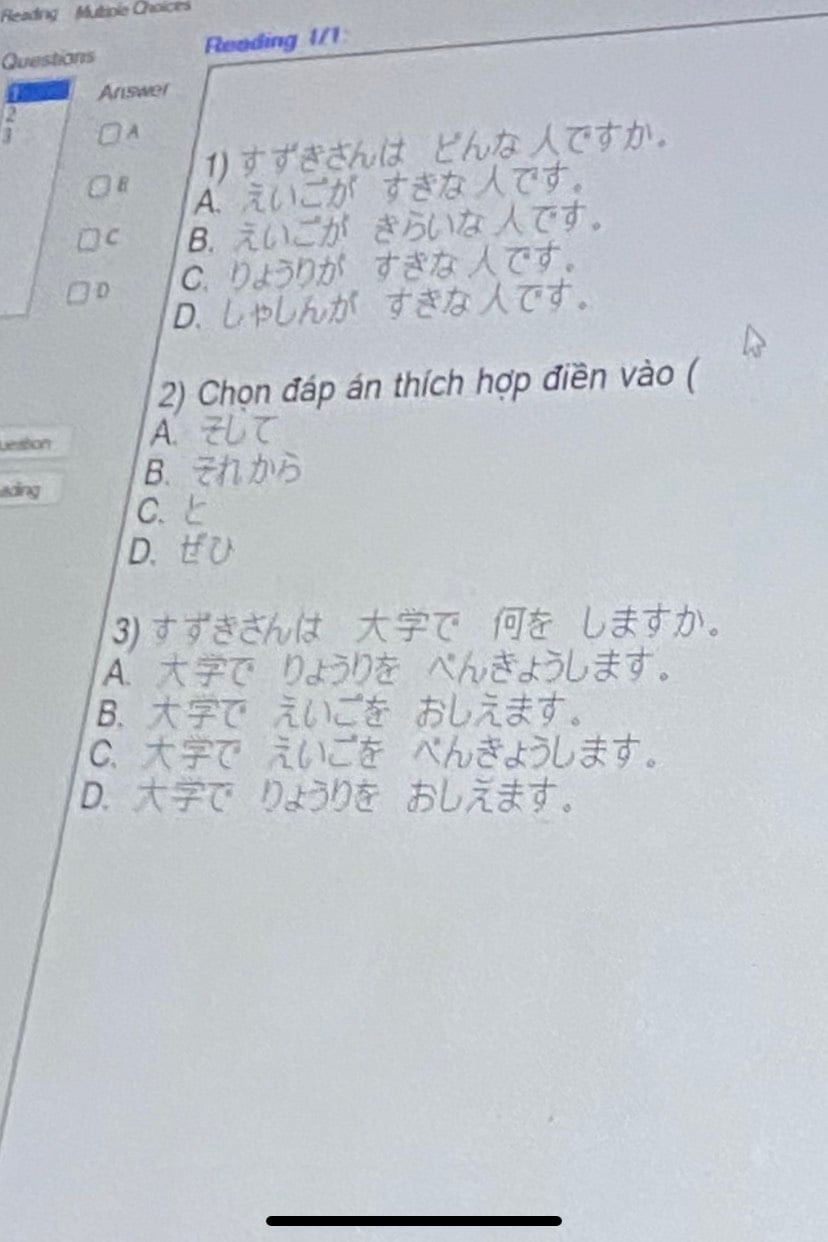 Reading Multiple Choices
Questions
Reading 1/1:
1
2
3
Answer
A
B
C
D
1) すずきさんは どんな人ですか。
A. えいごが すきな人です。
B. えいごが きらいな人です。
C. りょうりが すきな人です。
D. しゃしんが すきな人です。
2) Chọn đáp án thích hợp điền vào (
A. そして
B. それから
C. と
D. ぜひ
3) すずきさんは 大学で 何を しますか。
A. 大学で りょうりを べんきょうします。
B. 大学で えいごを おしえます。
C. 大学で えいごを べんきょうします。
D. 大学で りょうりを おしえます。
uestion
ading